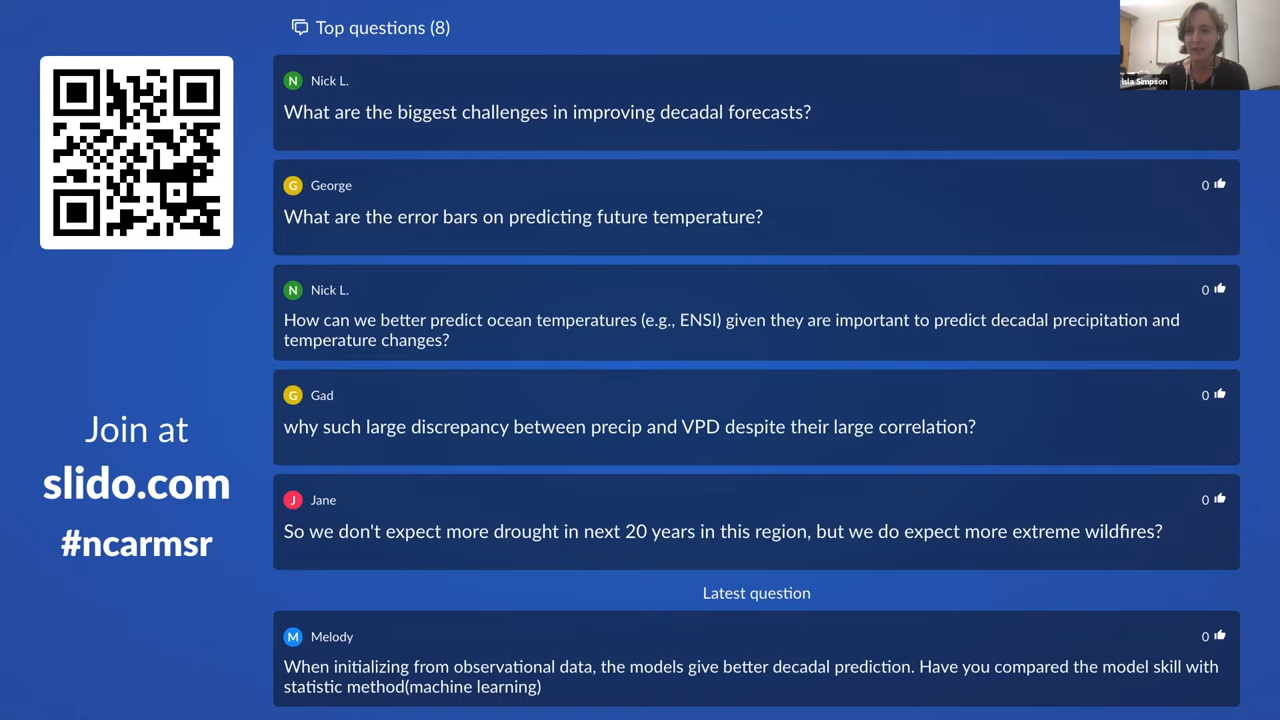 Top questions (8)
N Nick L.
What are the biggest challenges in improving decadal forecasts?
G George
0
What are the error bars on predicting future temperature?
N Nick L.
0
How can we better predict ocean temperatures (e.g., ENSI) given they are important to predict decadal precipitation and
temperature changes?
G Gad
0
why such large discrepancy between precip and VPD despite their large correlation?
J Jane
0
So we don't expect more drought in next 20 years in this region, but we do expect more extreme wildfires?
Latest question
M Melody
0
When initializing from observational data, the models give better decadal prediction. Have you compared the model skill with
statistic method(machine learning)
Join at
slido.com
#ncarmsr
Isla Simpson